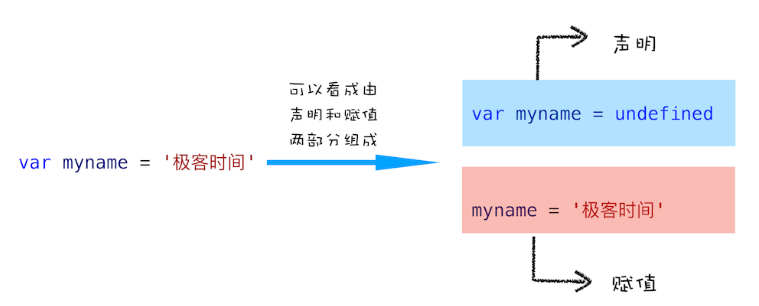 声明
可以看成由
声明和赋值
两部分组成
var myname = undefined
var myname = '极客时间'
myname = '极客时间'
赋值